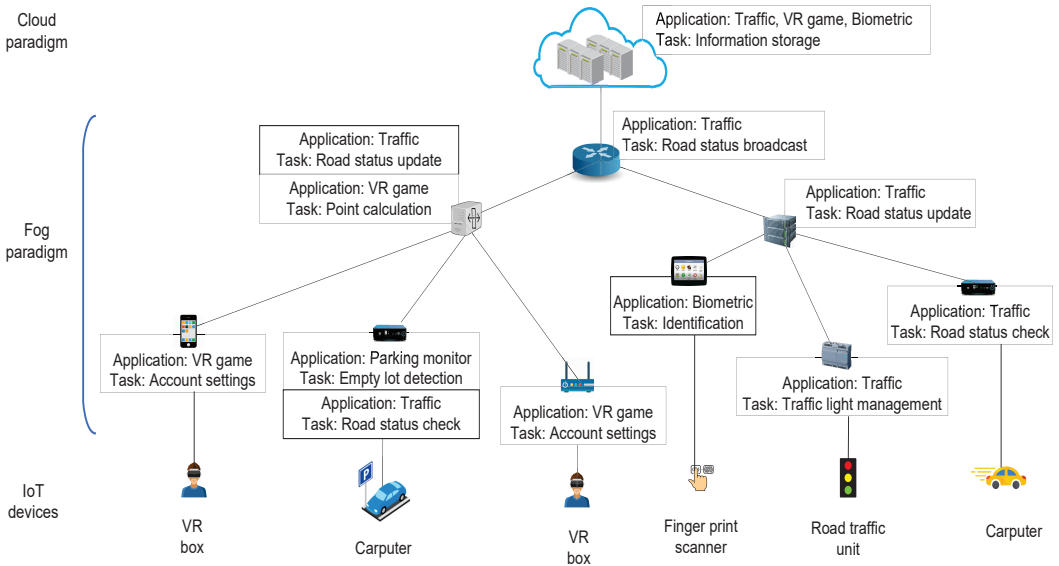 Cloud
paradigm
Application: Traffic, VR game, Biometric
Task: Information storage
Application: Traffic
Task: Road status broadcast
Application: Traffic
Task: Road status update
Application: VR game
Task: Point calculation
Application: Traffic
Task: Road status update
Fog
paradigm
Application: Biometric
Task: Identification
Application: Traffic
Task: Road status check
Application: VR game
Task: Account settings
Application: Parking monitor
Task: Empty lot detection
Application: Traffic
Task: Road status check
Application: VR game
Task: Account settings
Application: Traffic
Task: Traffic light management
P
IoT
devices
VR
box
Carputer
VR
box
Finger print
scanner
Road traffic
unit
Carputer